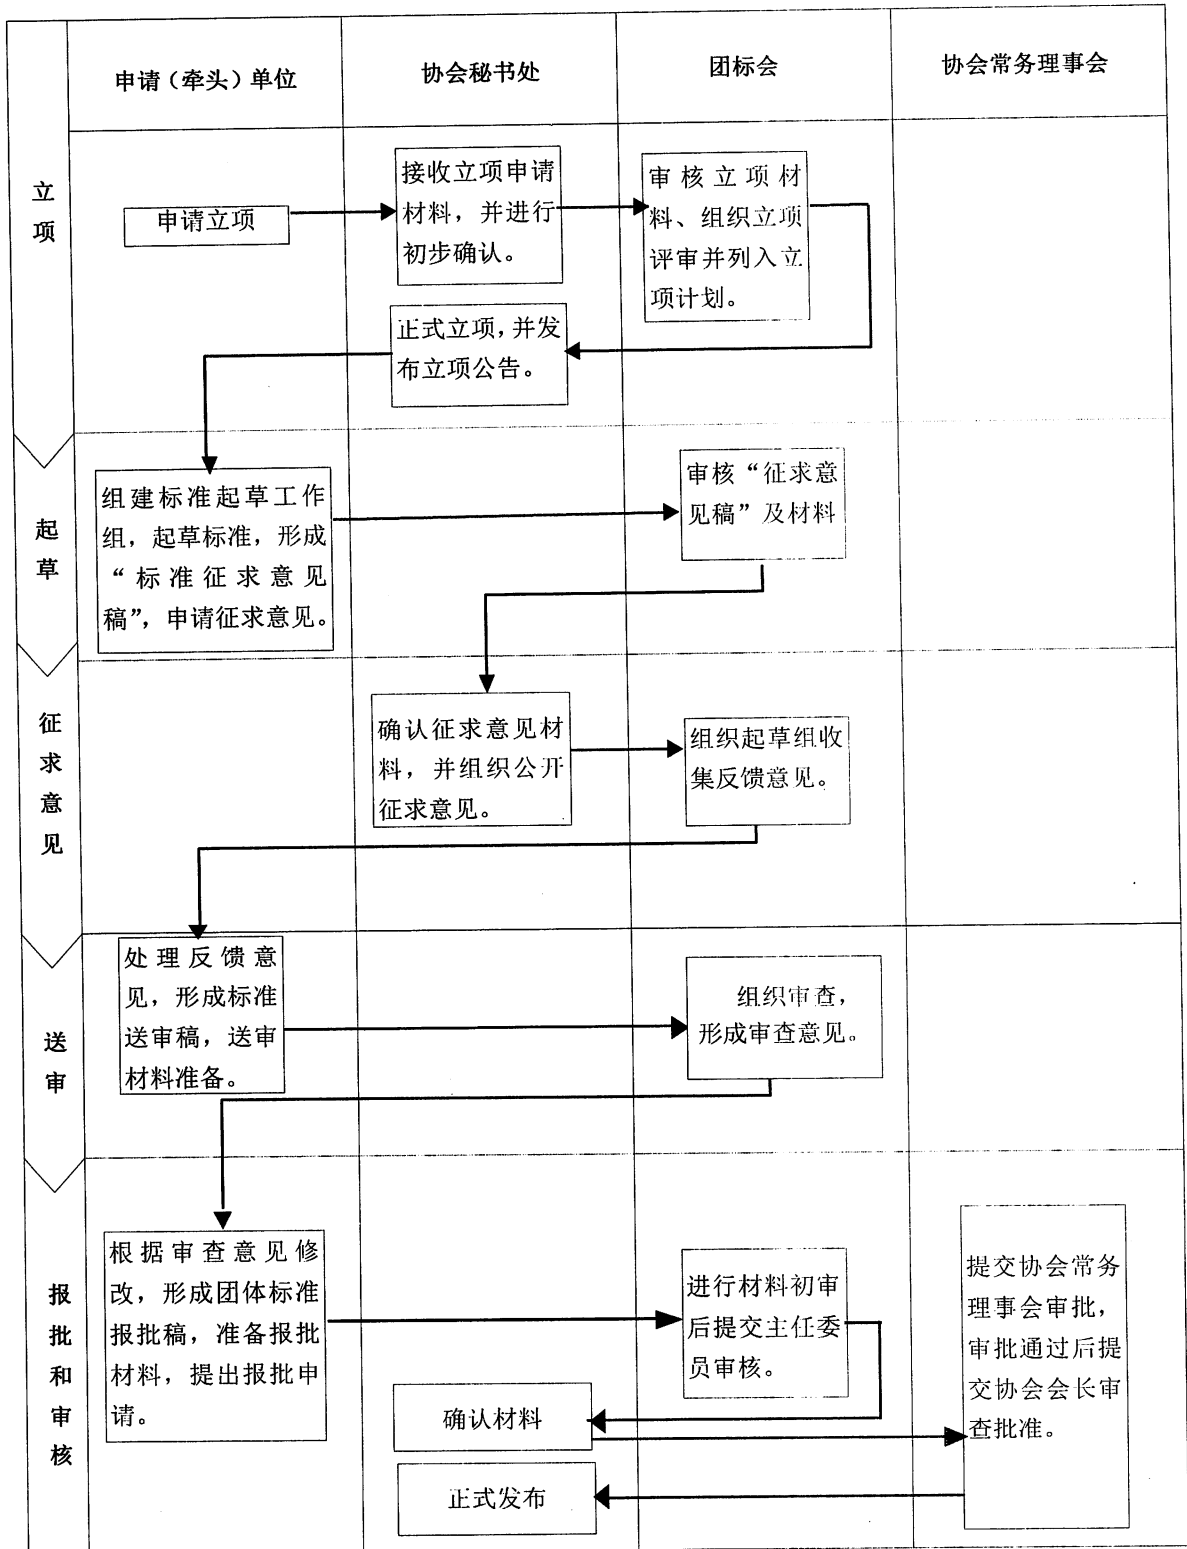 申请（牵头）单位
协会秘书处
团标会
协会常务理事会
立
项
申请立项
接收立项申请
材料，并进行
初步确认。
审核立项材
料、组织立项
评审并列入立
项计划。
正式立项，并发
布立项公告。
起
草
组建标准起草工作
组，起草标准，形成
“标准征求意见
稿”，申请征求意见。
审核“征求意
见稿”及材料
征
求
意
见
确认征求意见材
料，并组织公开
征求意见。
组织起草组收
集反馈意见。
送
审
处理反馈意
见，形成标准
送审稿，送审
材料准备。
组织审查，
形成审查意见。
报
批
和
审
核
根据审查意见修
改，形成团体标准
报批稿，准备报批
材料，提出报批申
请。
进行材料初审
后提交主任委
员审核。
确认材料
提交协会常务
理事会审批，
审批通过后提
交协会会长审
查批准。
正式发布